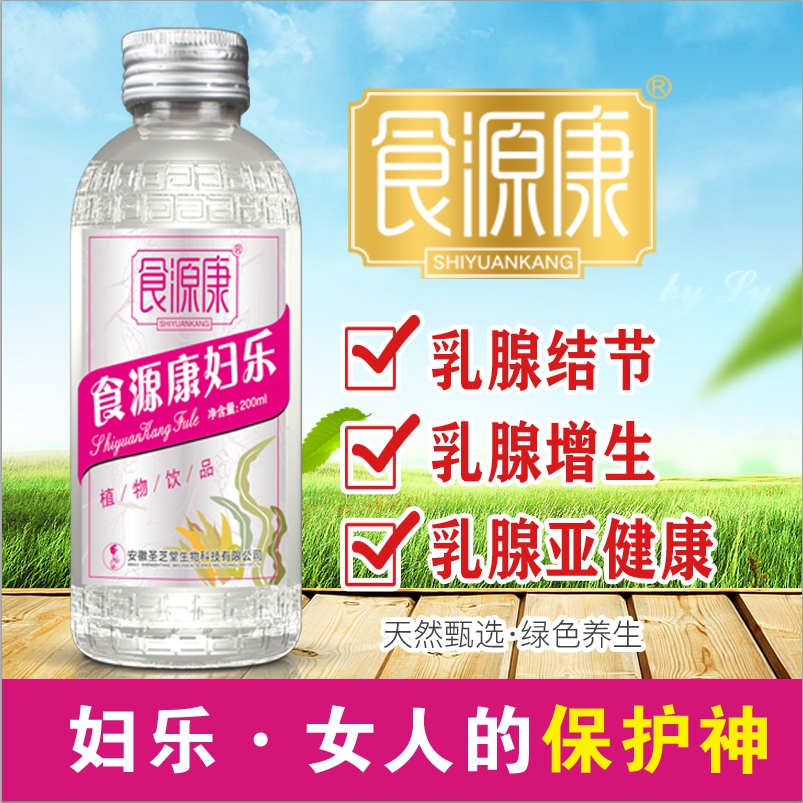 食源康®
SHIYUANKANG
by Ly
食源康®
SHIYUANKANG
食源康妇乐
净含量:200ml
ShiyuanKang Fule
植/物/饮/品
安徽圣芝堂生物科技有限公司
乳腺结节
乳腺增生
乳腺亚健康
天然甄选·绿色养生
妇乐·女人的保护神